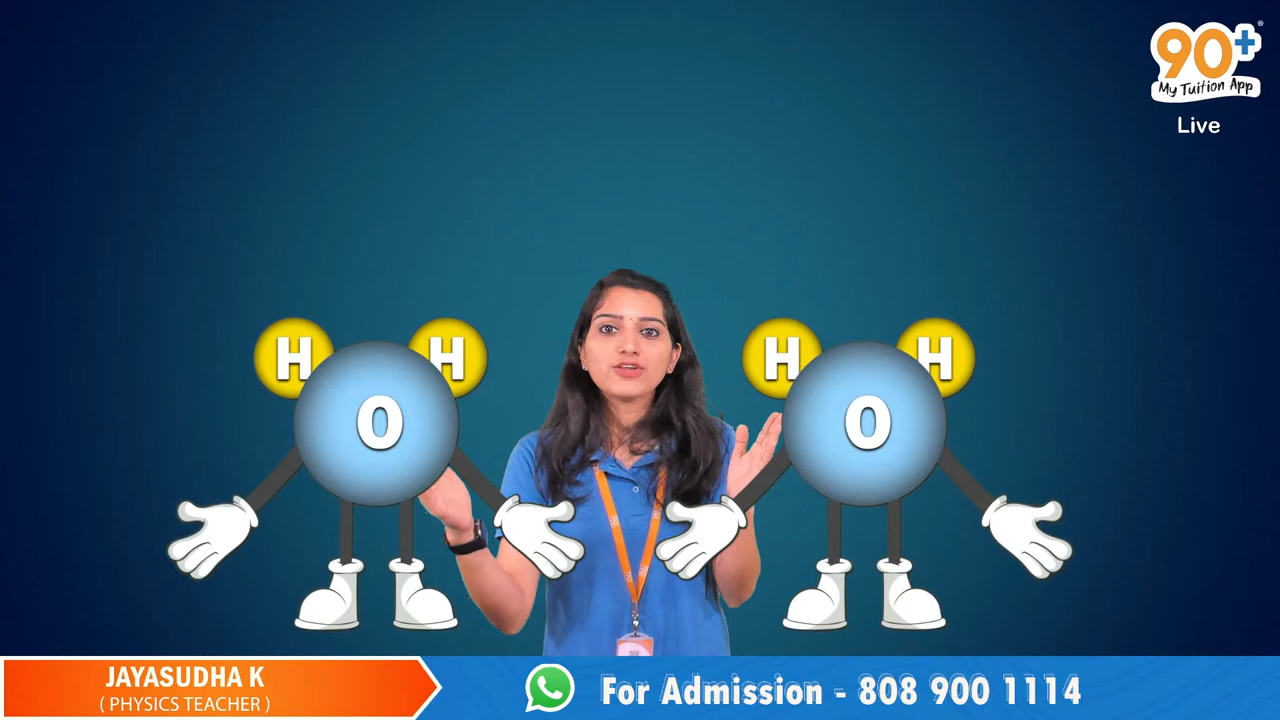 90+
My Tuition App
Live
H H
O
H H
O
JAYASUDHA K
( PHYSICS TEACHER )
For Admission - 808 900 1114